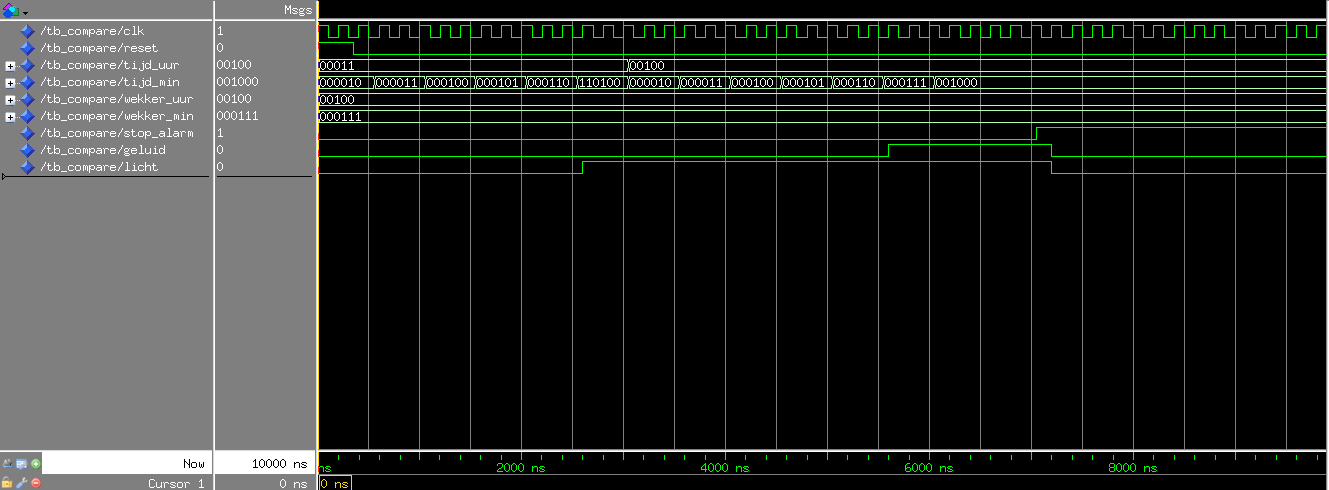 Msgs
/tb_compare/clk 1
/tb_compare/reset 0
/tb_compare/tijd_uur 00100 00011 00100
/tb_compare/tijd_min 001000 000010 000011 000100 000101 000110 110100 000010 000011 000100 000101 000110 000111 001000
/tb_compare/wekker_uur 00100 00100
/tb_compare/wekker_min 000111 000111
/tb_compare/stop_alarm 1
/tb_compare/geluid 0
/tb_compare/licht 0
Now 10000 ns ns 2000 ns 4000 ns 6000 ns 8000 ns
Cursor 1 0 ns 0 ns